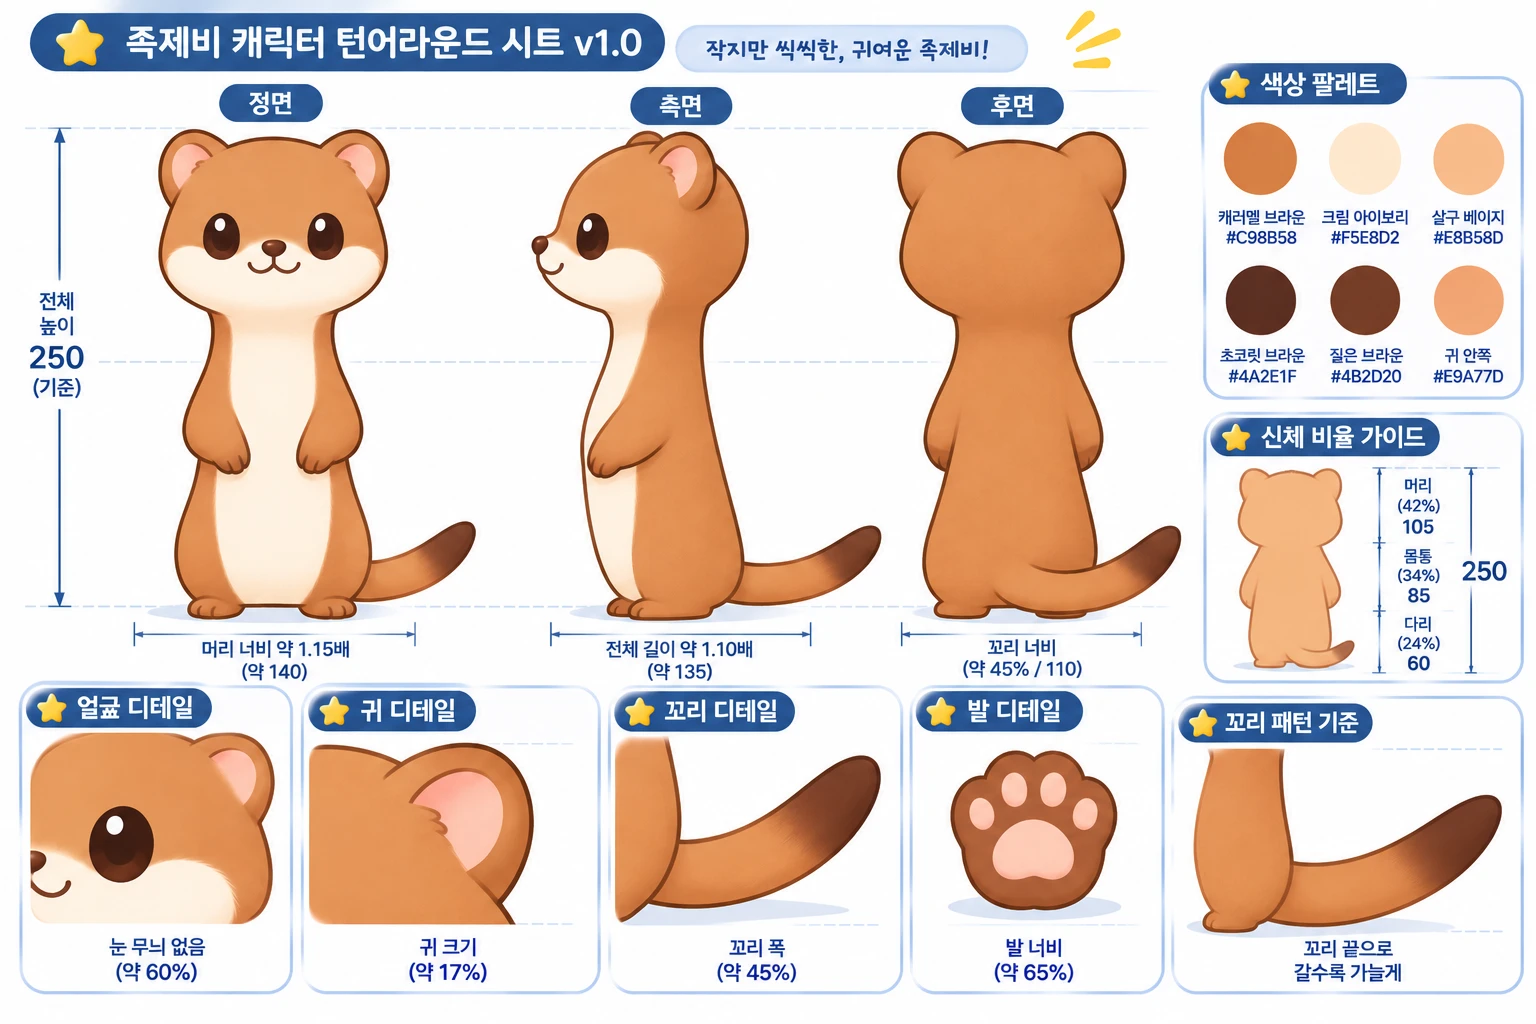 족제비 캐릭터 턴어라운드 시트 v1.0
작지만 씩씩한, 귀여운 족제비!
정면
측면
후면
전체
높이
250
(기준)
머리 너비 약 1.15배
(약 140)
전체 길이 약 1.10배
(약 135)
꼬리 너비
(약 45% / 110)
색상 팔레트
캐러멜 브라운
#C98B58
크림 아이보리
#F5E8D2
살구 베이지
#E8B58D
초코릿 브라운
#4A2E1F
짙은 브라운
#4B2D20
귀 안쪽
#E9A77D
신체 비율 가이드
머리
(42%)
105
몸통
(34%)
85
다리
(24%)
60
250
얼굴 디테일
눈 무늬 없음
(약 60%)
귀 디테일
귀 크기
(약 17%)
꼬리 디테일
꼬리 폭
(약 45%)
발 디테일
발 너비
(약 65%)
꼬리 패턴 기준
꼬리 끝으로
갈수록 가늘게